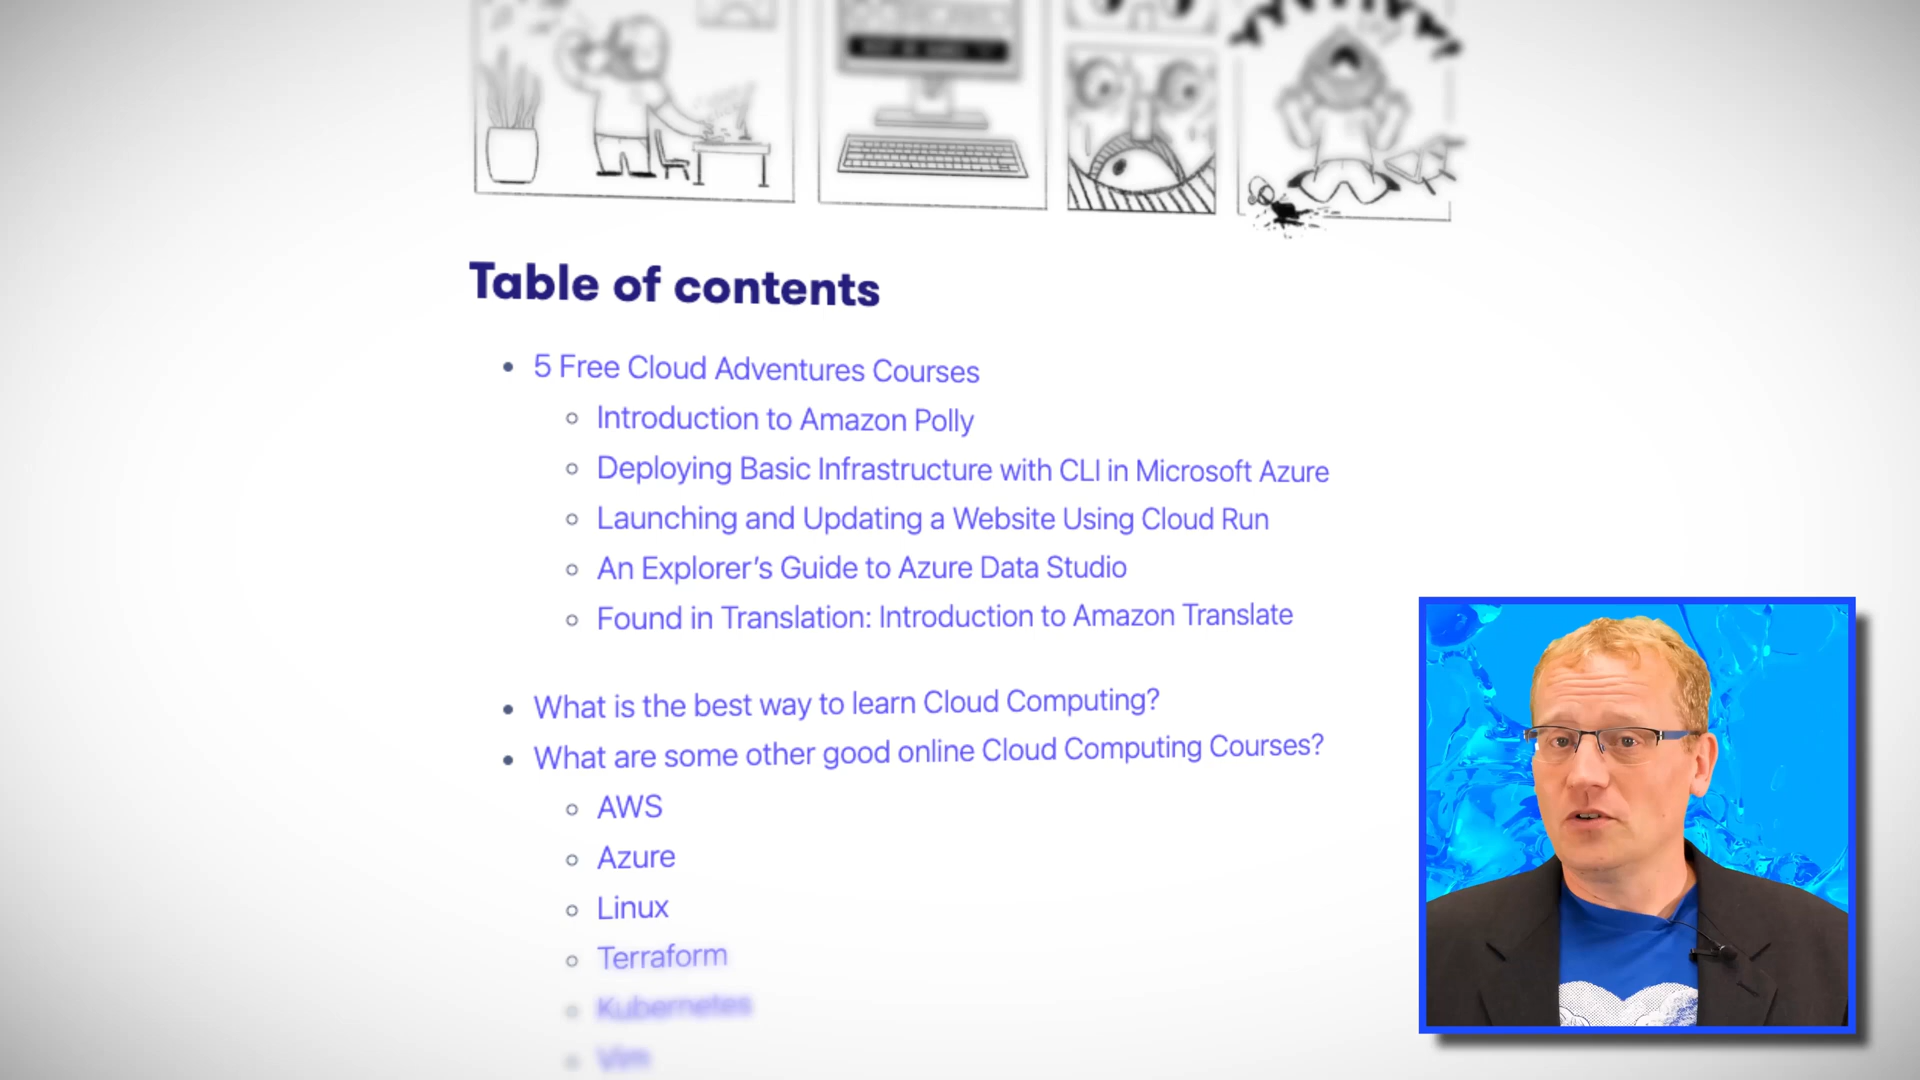 Table of contents
5 Free Cloud Adventures Courses
Introduction to Amazon Polly
Deploying Basic Infrastructure with CLI in Microsoft Azure
Launching and Updating a Website Using Cloud Run
An Explorer’s Guide to Azure Data Studio
Found in Translation: Introduction to Amazon Translate
What is the best way to learn Cloud Computing?
What are some other good online Cloud Computing Courses?
AWS
Azure
Linux
Terraform
Kubernetes
Vim